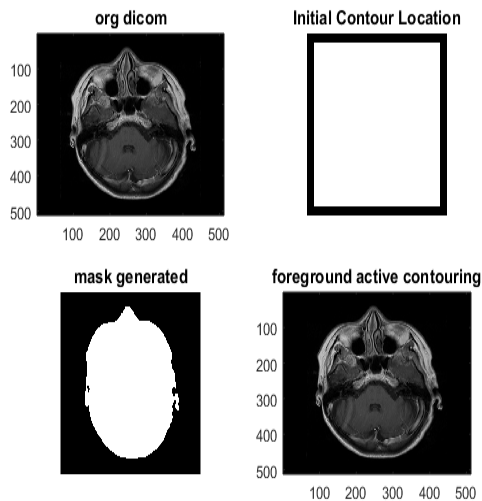 org dicom
Initial Contour Location
100
200
300
400
500
100 200 300 400 500
mask generated
foreground active contouring
100
200
300
400
500
100 200 300 400 500